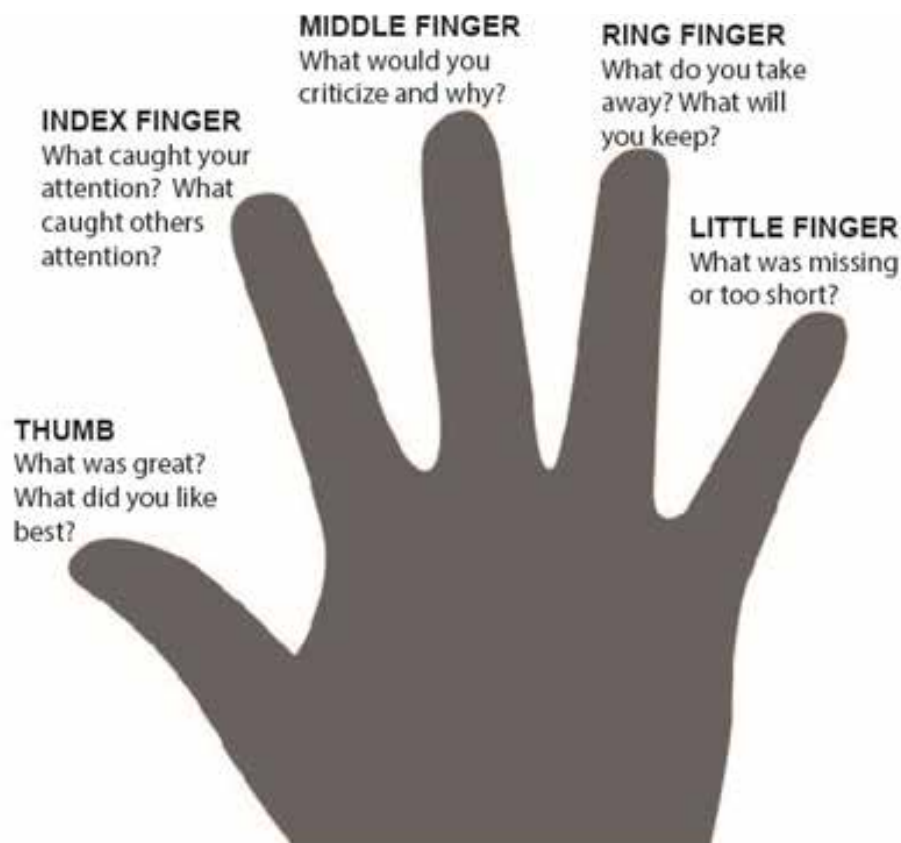 MIDDLE FINGER
What would you
criticize and why?
RING FINGER
What do you take
away? What will
you keep?
INDEX FINGER
What caught your
attention? What
caught others
attention?
LITTLE FINGER
What was missing
or too short?
THUMB
What was great?
What did you like
best?